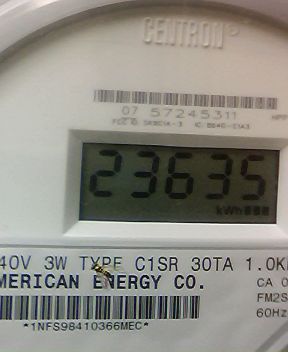 CENTRON®
07 57245311
23635
kWh
40V 3W TYPE C1SR 30TA 1.0K
MERICAN ENERGY CO.
CA 0
FM2S
60Hz
*1NFS98410366MEC*